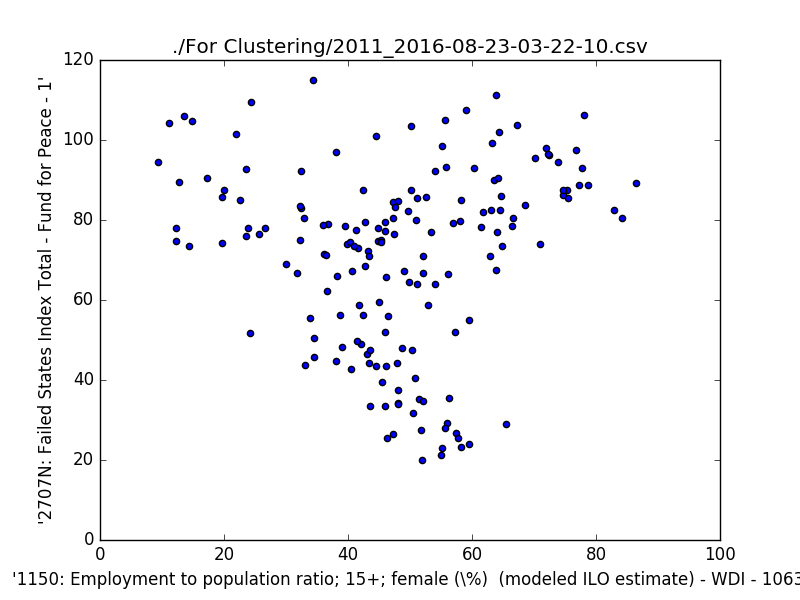 ./For Clustering/2011_2016-08-23-03-22-10.csv
'2707N: Failed States Index Total - Fund for Peace - 1'
120
100
80
60
40
20
0
0 20 40 60 80 100
'1150: Employment to population ratio; 15+; female (\%) (modeled ILO estimate) - WDI - 1063